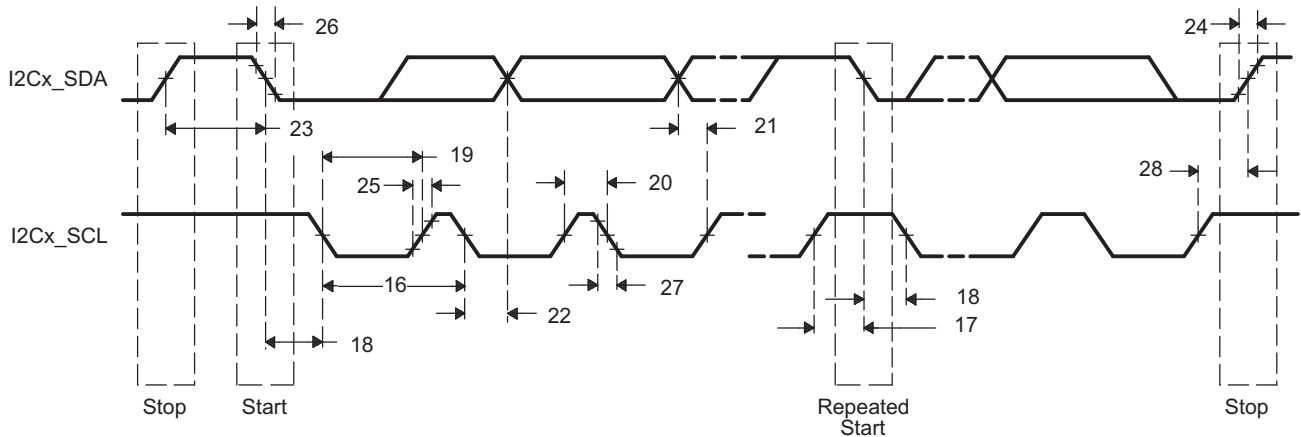 26
24
I2Cx_SDA
23
21
19
28
25
20
I2Cx_SCL
16
27
18
22
17
18
Stop
Start
Repeated
Start
Stop